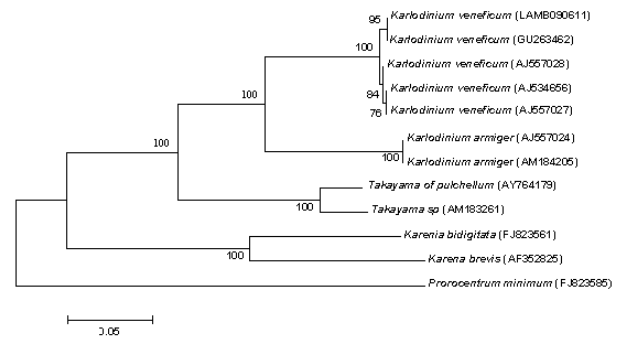 95 Karlodinium veneficum (LAMB090611)
100 Karlodinium veneficum (GU263462)
Karlodinium veneficum (AJ557028)
84 Karlodinium veneficum (AJ534656)
76 Karlodinium veneficum (AJ557027)
100
Karlodinium armiger (AJ557024)
100 Karlodinium armiger (AM184205)
100
Takayama of pulchellum (AY764179)
100 Takayama sp (AM183261)
Karenia bidigitata (FJ823561)
100 Karena brevis (AF352825)
Prorocentrum minimum (FJ823585)
0.05